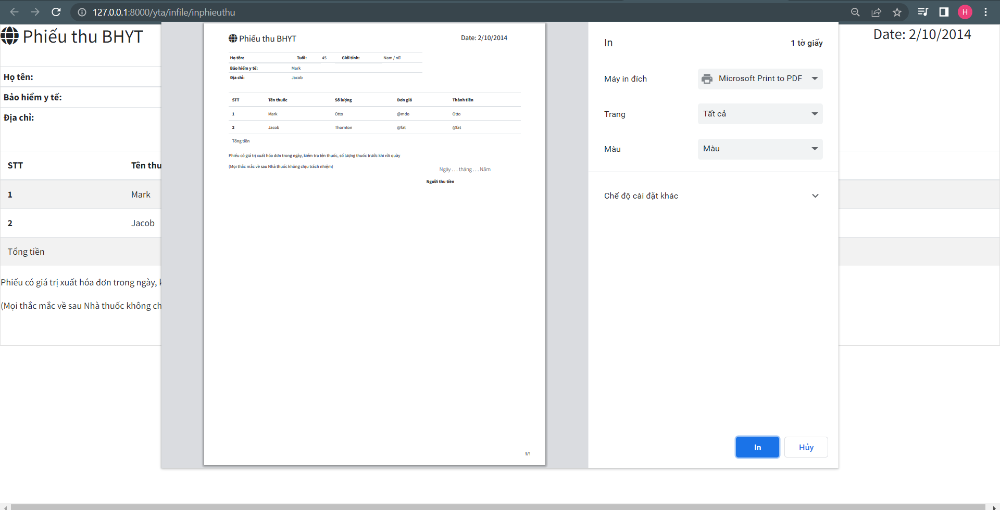 127.0.0.1:8000/yta/infile/inphieuthu
H
Phiếu thu BHYT
Date: 2/10/2014
Họ tên:
Bảo hiểm y tế:
Địa chỉ:
STT Tên thu
1 Mark
2 Jacob
Tổng tiền
Phiếu có giá trị xuất hóa đơn trong ngày, k
(Mọi thắc mắc về sau Nhà thuốc không ch
Phiếu thu BHYT Date: 2/10/2014
Họ tên: Tuổi: 45 Giới tính: Nam / nữ
Bảo hiểm y tế: Mark
Địa chỉ: Jacob
STT Tên thuốc Số lượng Đơn giá Thành tiền
1 Mark Otto @mdo Otto
2 Jacob Thornton @fat @fat
Tổng tiền
Phiếu có giá trị xuất hóa đơn trong ngày, kiểm tra tên thuốc, số lượng thuốc trước khi rời quầy
(Mọi thắc mắc về sau Nhà thuốc không chịu trách nhiệm)
Ngày . . . tháng . . . Năm
Người thu tiền
1/1
In 1 tờ giấy
Máy in đích Microsoft Print to PDF
Trang Tất cả
Màu Màu
Chế độ cài đặt khác
In Hủy